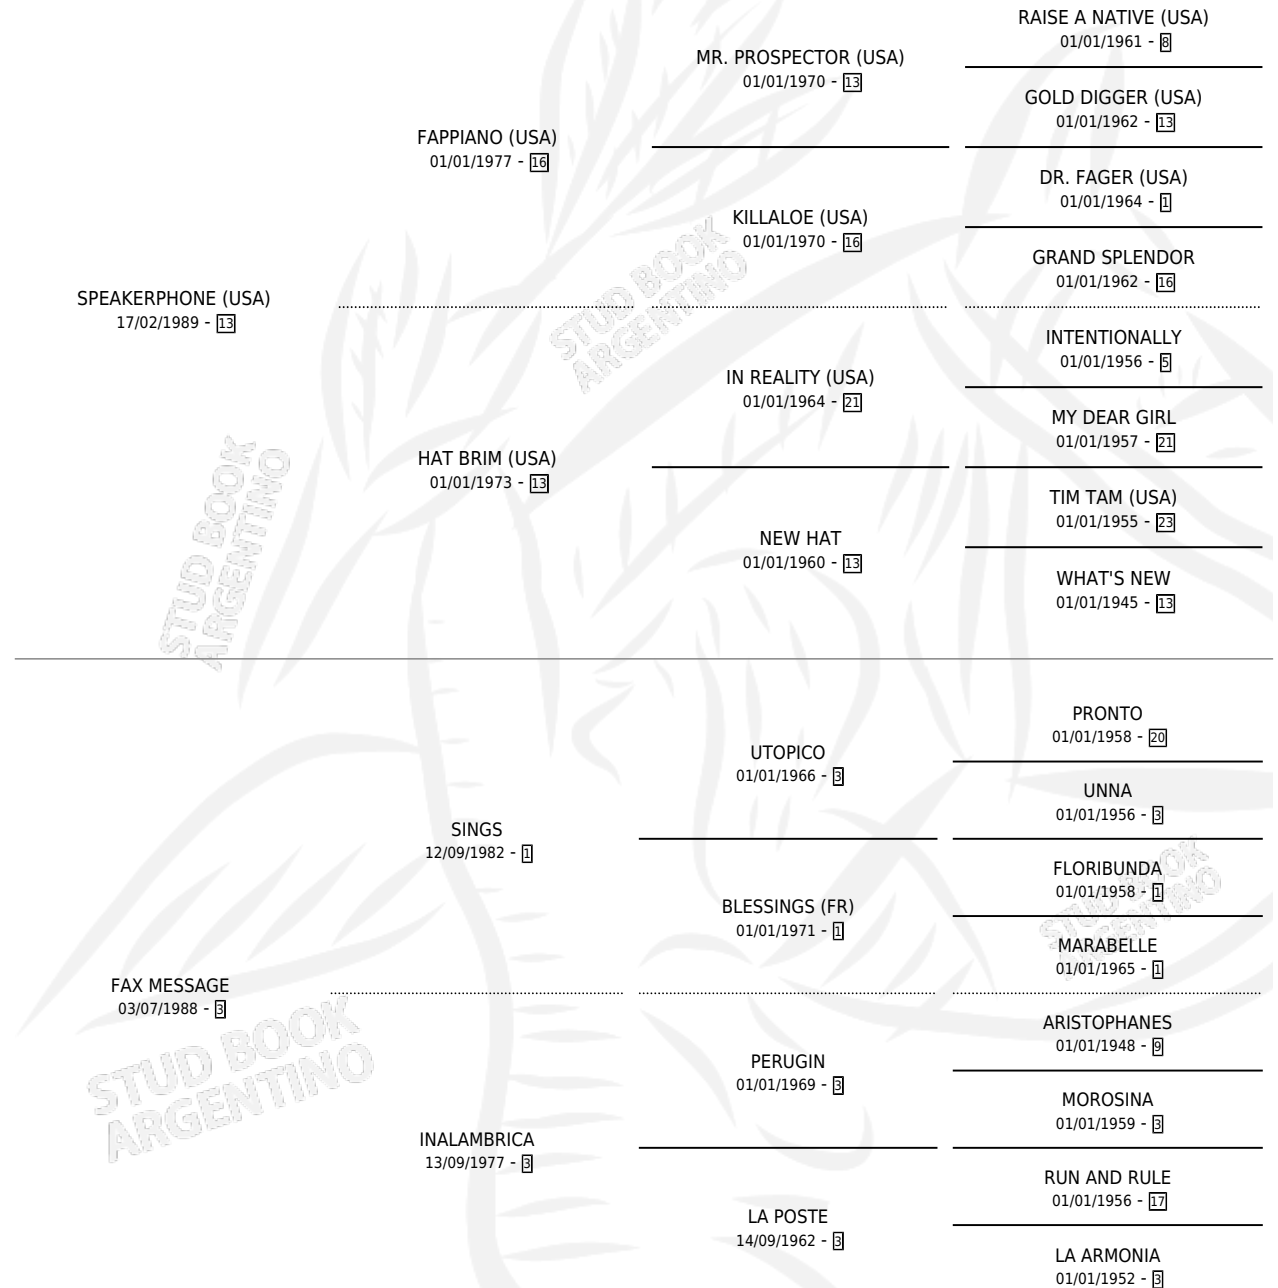 RAISE A NATIVE (USA)
01/01/1961 - 8
MR. PROSPECTOR (USA)
01/01/1970 - 13
GOLD DIGGER (USA)
01/01/1962 - 13
FAPPIANO (USA)
01/01/1977 - 16
DR. FAGER (USA)
01/01/1964 - 1
KILLALOE (USA)
01/01/1970 - 16
GRAND SPLENDOR
01/01/1962 - 16
SPEAKERPHONE (USA)
17/02/1989 - 13
INTENTIONALLY
01/01/1956 - 5
IN REALITY (USA)
01/01/1964 - 21
MY DEAR GIRL
01/01/1957 - 21
HAT BRIM (USA)
01/01/1973 - 13
TIM TAM (USA)
01/01/1955 - 23
NEW HAT
01/01/1960 - 13
WHAT'S NEW
01/01/1945 - 13
PRONTO
01/01/1958 - 20
UTOPICO
01/01/1966 - 3
UNNA
01/01/1956 - 3
SINGS
12/09/1982 - 1
FLORIBUNDA
01/01/1958 - 1
BLESSINGS (FR)
01/01/1971 - 1
MARABELLE
01/01/1965 - 1
FAX MESSAGE
03/07/1988 - 3
ARISTOPHANES
01/01/1948 - 9
PERUGIN
01/01/1969 - 3
MOROSINA
01/01/1959 - 3
INALAMBRICA
13/09/1977 - 3
RUN AND RULE
01/01/1956 - 17
LA POSTE
14/09/1962 - 3
LA ARMONIA
01/01/1952 - 3
STUD BOOK
ARGENTINO
STUD BOOK
ARGENTINO
STUD BOOK
ARGENTINO
STUD BOOK
ARGENTINO